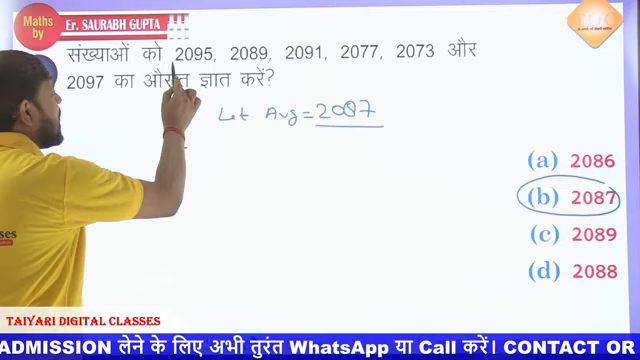 Maths
by
Er. SAURABH GUPTA
TDC
संख्याओं को 2095, 2089, 2091, 2077, 2073 और
2097 का औसत ज्ञात करें?
Let Avg = 2087
(a) 2086
(b) 2087
(c) 2089
(d) 2088
TAIYARI DIGITAL CLASSES
ADMISSION लेने के लिए अभी तुरंत WhatsApp या Call करें। CONTACT OR